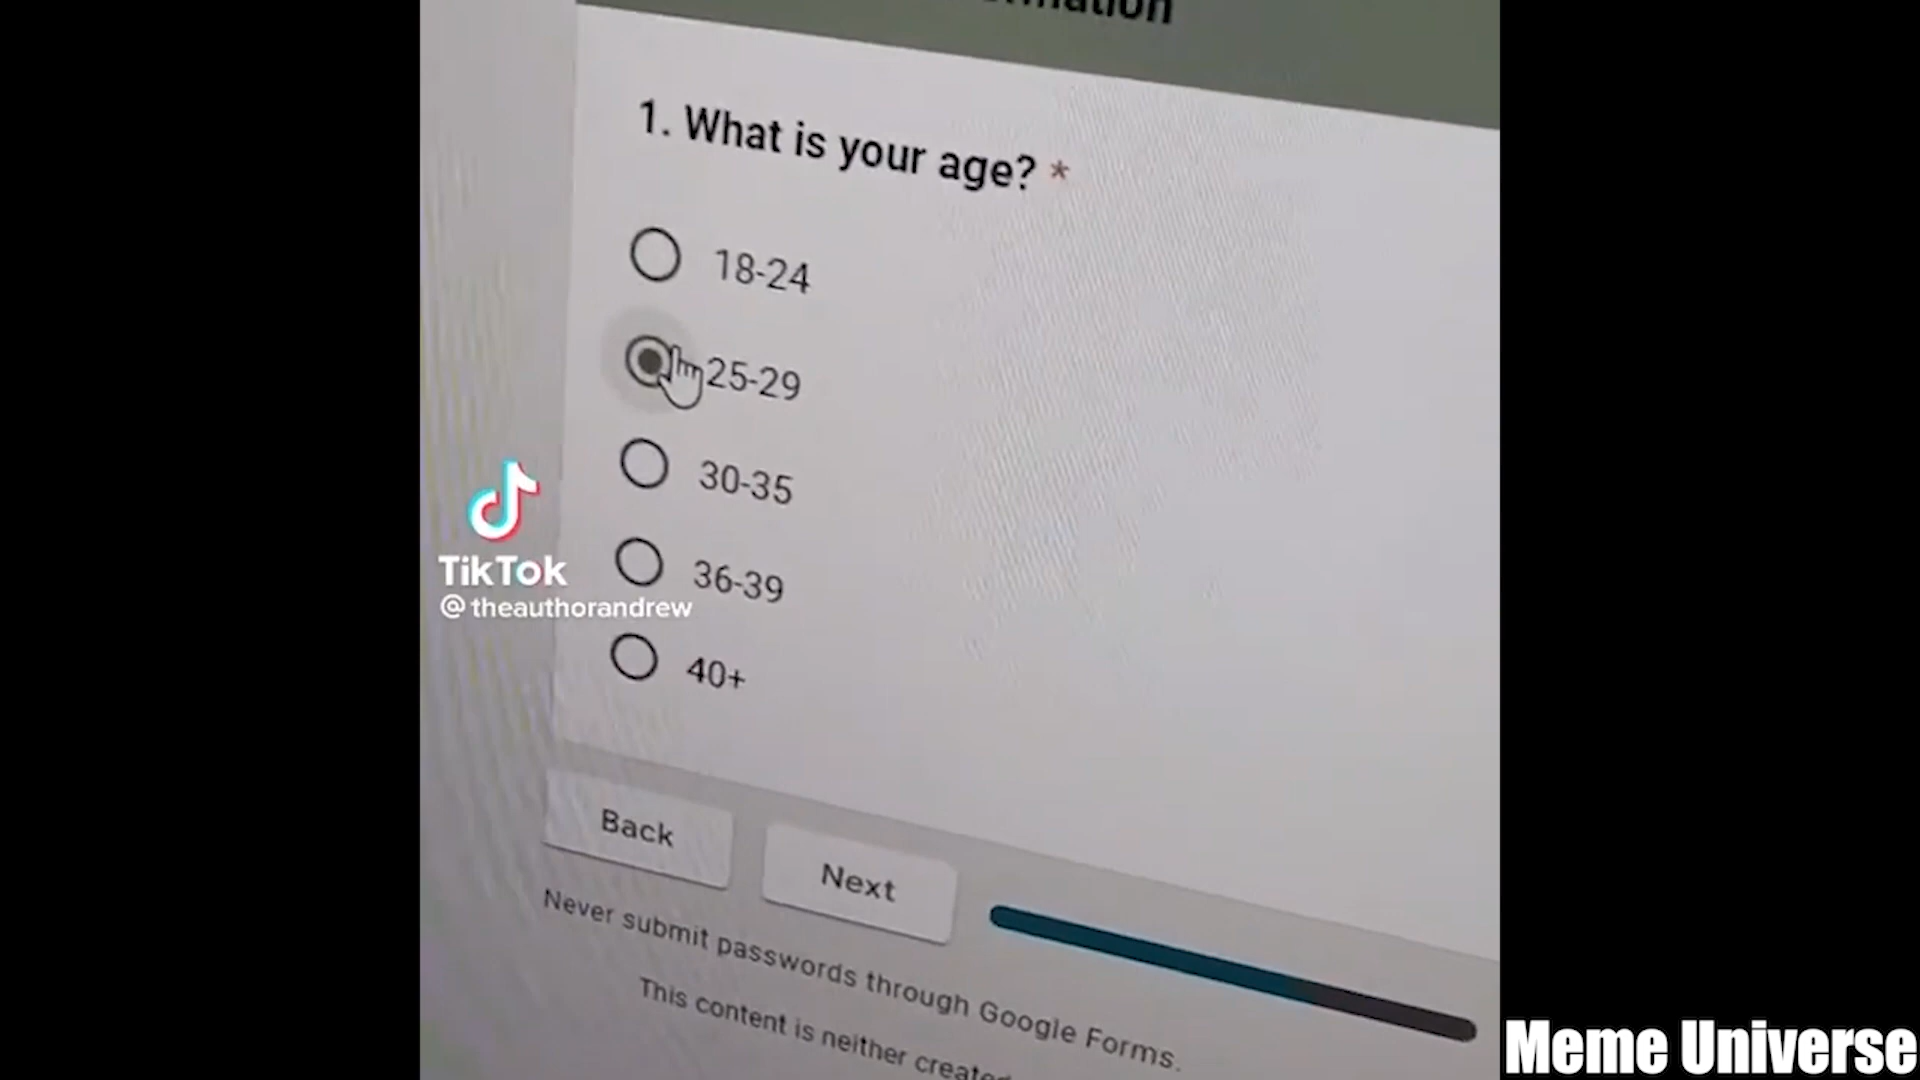 1. What is your age? *
18-24
25-29
30-35
36-39
40+
TikTok
@theauthorandrew
Back
Next
Never submit passwords through Google Forms.
This content is neither
Meme Universe